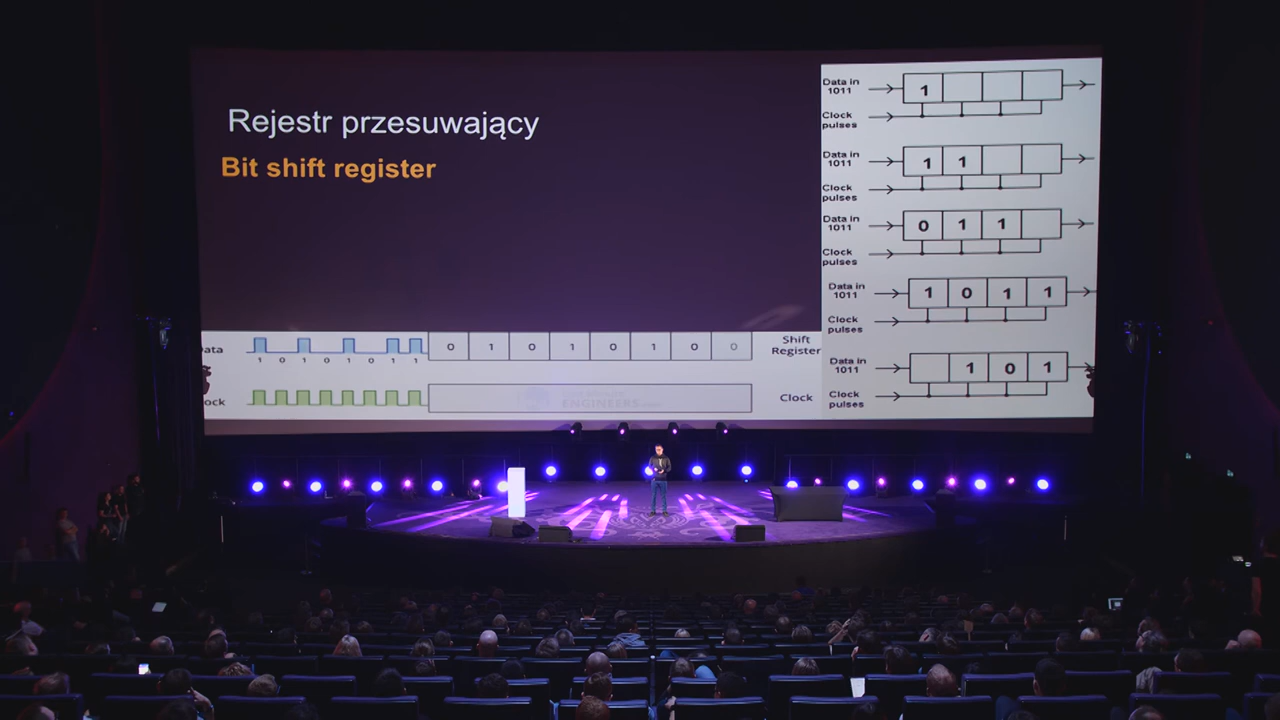 Rejestr przesuwający
Bit shift register
Data in
1011
1
Clock
pulses
Data in
1011
1 1
Clock
pulses
Data in
1011
0 1 1
Clock
pulses
Data in
1011
1 0 1 1
Clock
pulses
Data in
1011
1 0 1
Clock
pulses
ata
1 0 1 0 1 0 1 1
0 1 0 1 0 1 0 0
Shift
Register
ock
ENGINEERS
Clock